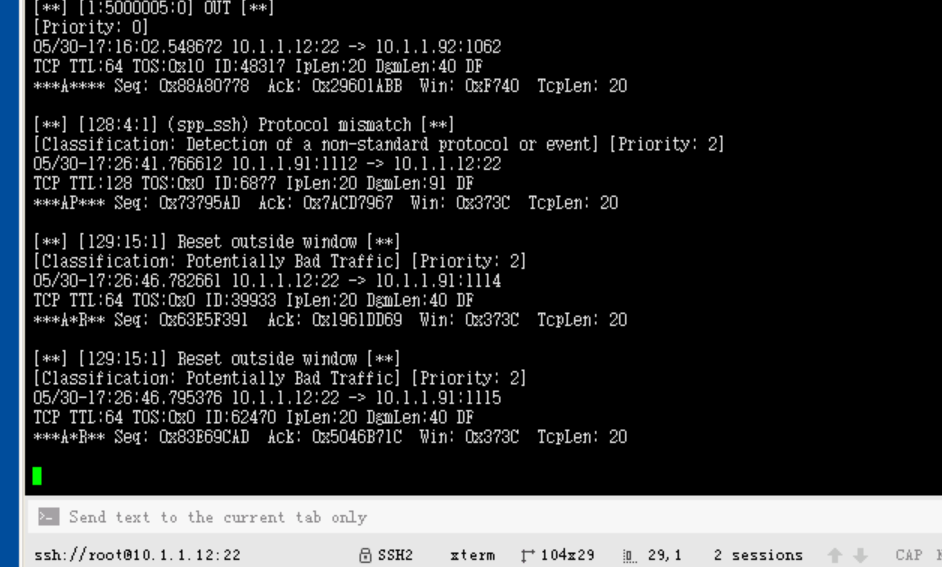 [**] [1:5000005:0] OUT [**]
[Priority: 0]
05/30-17:16:02.548672 10.1.1.12:22 -> 10.1.1.92:1062
TCP TTL:64 TOS:0x10 ID:48317 IpLen:20 DgmLen:40 DF
***A**** Seq: 0x88A80778  Ack: 0x29601ABB  Win: 0xF740  TcpLen: 20

[**] [128:4:1] (spp_ssh) Protocol mismatch [**]
[Classification: Detection of a non-standard protocol or event] [Priority: 2]
05/30-17:26:41.766612 10.1.1.91:1112 -> 10.1.1.12:22
TCP TTL:128 TOS:0x0 ID:6877 IpLen:20 DgmLen:91 DF
***AP*** Seq: 0x73795AD  Ack: 0x7ACD7967  Win: 0x373C  TcpLen: 20

[**] [129:15:1] Reset outside window [**]
[Classification: Potentially Bad Traffic] [Priority: 2]
05/30-17:26:46.782661 10.1.1.12:22 -> 10.1.1.91:1114
TCP TTL:64 TOS:0x0 ID:39933 IpLen:20 DgmLen:40 DF
***A*R** Seq: 0x63E5F391  Ack: 0x1961DD69  Win: 0x373C  TcpLen: 20

[**] [129:15:1] Reset outside window [**]
[Classification: Potentially Bad Traffic] [Priority: 2]
05/30-17:26:46.795376 10.1.1.12:22 -> 10.1.1.91:1115
TCP TTL:64 TOS:0x0 ID:62470 IpLen:20 DgmLen:40 DF
***A*R** Seq: 0x83E69CAD  Ack: 0x5046B71C  Win: 0x373C  TcpLen: 20

Send text to the current tab only
ssh://root@10.1.1.12:22 SSH2 xterm 104x29 29,1 2 sessions CAP